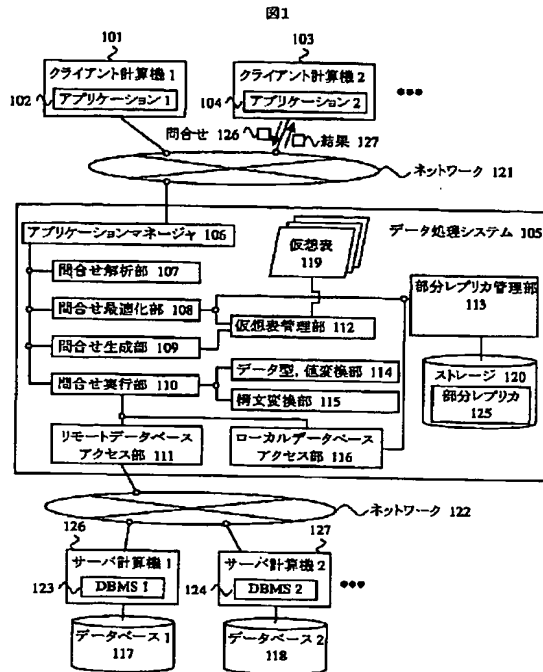 図1
101
103
クライアント計算機 1
クライアント計算機 2
102
アプリケーション 1
104
アプリケーション 2
•••
問合せ 126
結果 127
ネットワーク 121
アプリケーションマネージャ 106
データ処理システム 105
仮想表
119
問合せ解析部 107
部分レプリカ管理部
113
問合せ最適化部 108
仮想表管理部 112
問合せ生成部 109
データ型, 値変換部 114
ストレージ 120
問合せ実行部 110
構文変換部 115
部分レプリカ
125
リモートデータベース
アクセス部 111
ローカルデータベース
アクセス部 116
ネットワーク 122
126
127
サーバ計算機 1
サーバ計算機 2
123
DBMS 1
124
DBMS 2
•••
データベース 1
117
データベース 2
118